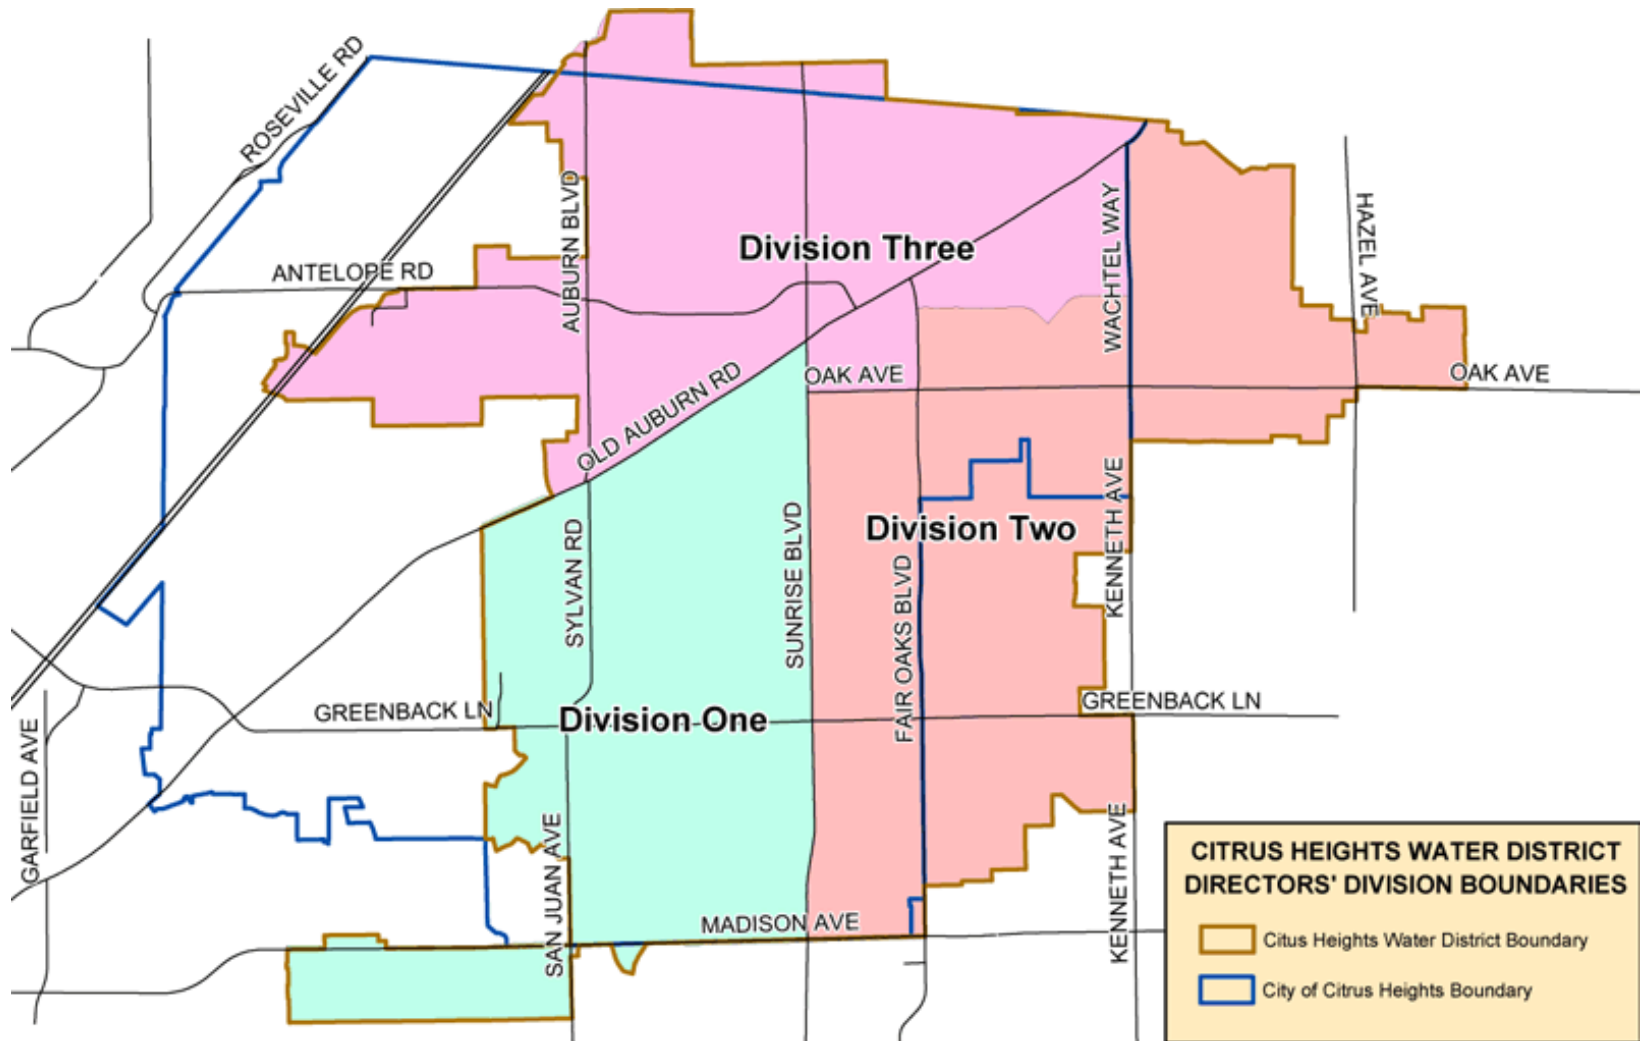 ROSEVILLE RD
AUBURN BLVD
WACHTEL WAY
HAZEL AVE
Division Three
ANTELOPE RD
OAK AVE
OAK AVE
OLD AUBURN RD
KENNETH AVE
SYLVAN RD
SUNRISE BLVD
Division Two
FAIR OAKS BLVD
GREENBACK LN
GREENBACK LN
Division One
GARFIELD AVE
SAN JUAN AVE
MADISON AVE
KENNETH AVE
CITRUS HEIGHTS WATER DISTRICT
DIRECTORS' DIVISION BOUNDARIES
Citus Heights Water District Boundary
City of Citrus Heights Boundary